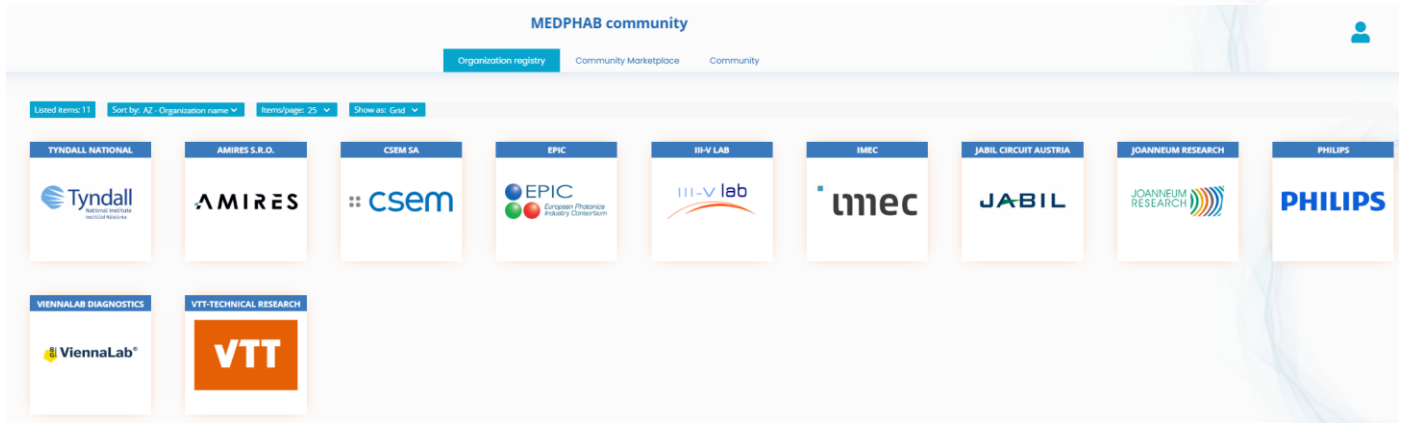 MEDPHAB community
Organization registry Community Marketplace Community
Listed items: 11 Sort by: AZ - Organization name Items/page: 25 Show as: Grid
TYNDALL NATIONAL AMIRES S.R.O. CSEM SA EPIC III-V LAB IMEC JABIL CIRCUIT AUSTRIA JOANNEUM RESEARCH PHILIPS
Tyndall
National Institute
Institiúid Náisiúnta
AMIRES
csem
EPIC
European Photonics
Industry Consortium
III-V lab
imec
JABIL
JOANNEUM
RESEARCH
PHILIPS
VIENNALAB DIAGNOSTICS VTT-TECHNICAL RESEARCH
ViennaLab®
VTT